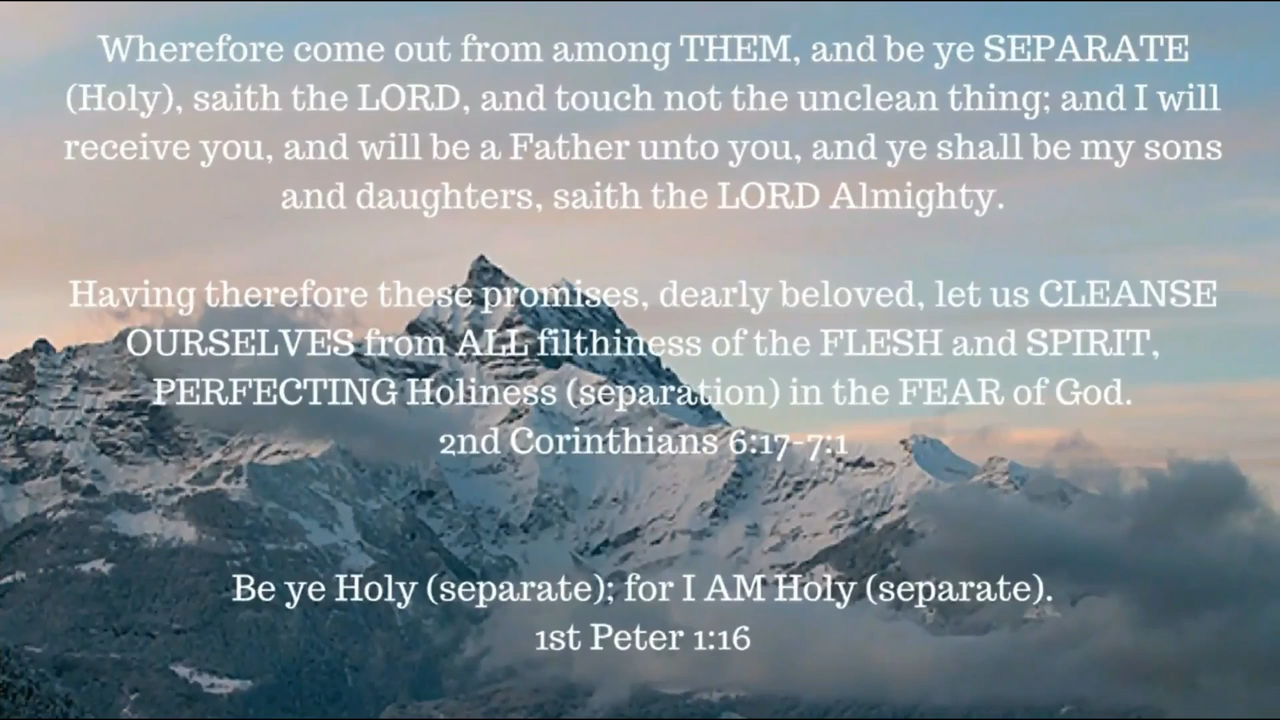 Wherefore come out from among THEM, and be ye SEPARATE
(Holy), saith the LORD, and touch not the unclean thing; and I will
receive you, and will be a Father unto you, and ye shall be my sons
and daughters, saith the LORD Almighty.
Having therefore these promises, dearly beloved, let us CLEANSE
OURSELVES from ALL filthiness of the FLESH and SPIRIT,
PERFECTING Holiness (separation) in the FEAR of God.
2nd Corinthians 6:17-7:1
Be ye Holy (separate); for I AM Holy (separate).
1st Peter 1:16